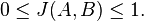 0 ≤ J(A, B) ≤ 1.